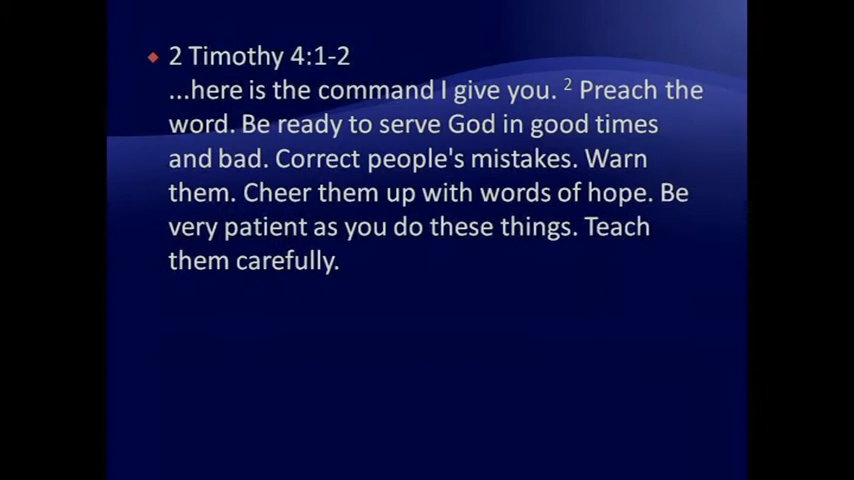 2 Timothy 4:1-2
...here is the command I give you. ² Preach the
word. Be ready to serve God in good times
and bad. Correct people's mistakes. Warn
them. Cheer them up with words of hope. Be
very patient as you do these things. Teach
them carefully.